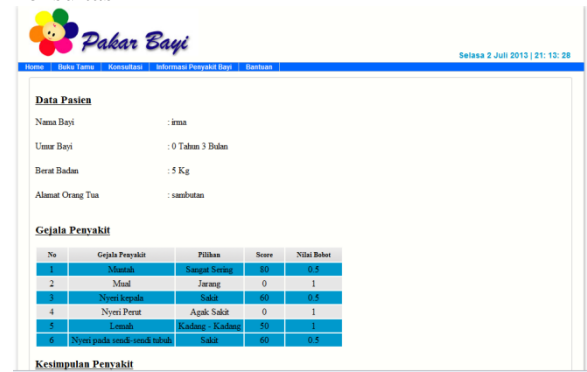 Pakar Bayi
Selasa 2 Juli 2013 | 21: 13: 28
Home | Buku Tamu | Konsultasi | Informasi Penyakit Bayi | Bantuan |
Data Pasien
Nama Bayi : irma
Umur Bayi : 0 Tahun 3 Bulan
Berat Badan : 5 Kg
Alamat Orang Tua : sambutan
Gejala Penyakit
No Gejala Penyakit Pilihan Score Nilai Bobot
1 Muntah Sangat Sering 80 0.5
2 Mual Jarang 0 1
3 Nyeri kepala Sakit 60 0.5
4 Nyeri Perut Agak Sakit 0 1
5 Lemah Kadang - Kadang 50 1
6 Nyeri pada sendi-sendi tubuh Sakit 60 0.5
Kesimpulan Penyakit